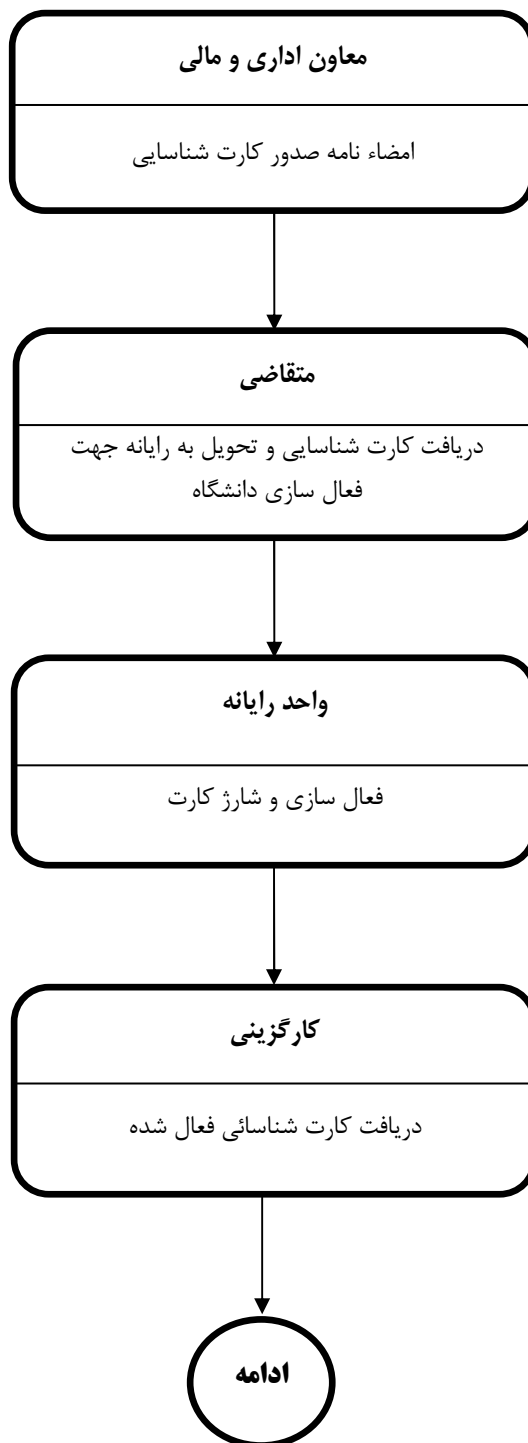 معاون اداری و مالی
امضاء نامه صدور کارت شناسایی
متقاضی
دریافت کارت شناسایی و تحویل به رایانه جهت
فعال سازی دانشگاه
واحد رایانه
فعال سازی و شارژ کارت
کارگزینی
دریافت کارت شناسائی فعال شده
ادامه